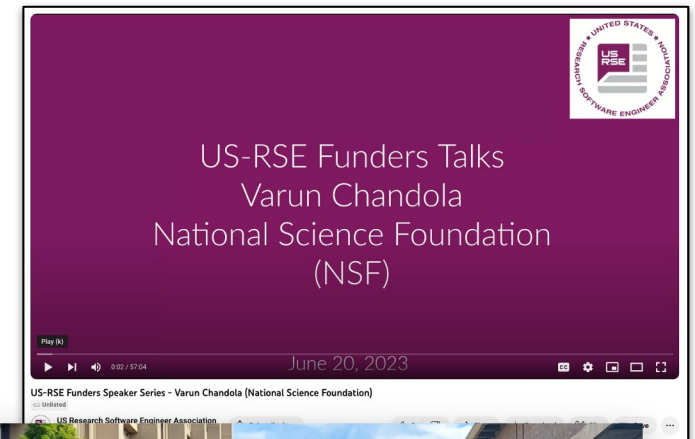 UNITED STATES
RESEARCH SOFTWARE ENGINEER ASSOCIATION
US
RSE
US-RSE Funders Talks
Varun Chandola
National Science Foundation
(NSF)
Play (k)
0:02 / 57:04
June 20, 2023
CC
US-RSE Funders Speaker Series - Varun Chandola (National Science Foundation)
Unlisted
US Research Software Engineer Association